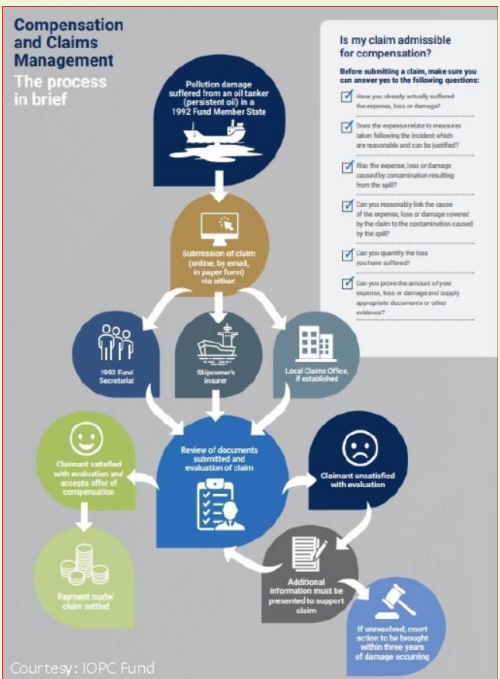 Compensation
and Claims
Management
The process
in brief
Is my claim admissible
for compensation?
Before submitting a claim, make sure you
can answer yes to the following questions:
Have you already actually suffered
the expense, loss or damage?
Does the expense relate to measures
taken following the incident which
are reasonable and can be justified?
Was the expense, loss or damage
caused by contamination resulting
from the spill?
Can you reasonably link the cause
of the expense, loss or damage covered
by the claim to the contamination caused
by the spill?
Can you quantify the loss
you have suffered?
Can you prove the amount of your
expense, loss or damage and supply
appropriate documents or other
evidence?
Pollution damage
suffered from an oil tanker
(persistent oil) in a
1992 Fund Member State
Submission of claim
(online, by email,
in paper form)
via either:
1992 Fund
Secretariat
Shipowner's
insurer
Local Claims Office,
if established
Review of documents
submitted and
evaluation of claim
Claimant satisfied
with evaluation and
accepts offer of
compensation
Claimant unsatisfied
with evaluation
Payment made/
claim settled
Additional
information must be
presented to support
claim
If unresolved, court
action to be brought
within three years
of damage occurring
Courtesy: IOPC Fund